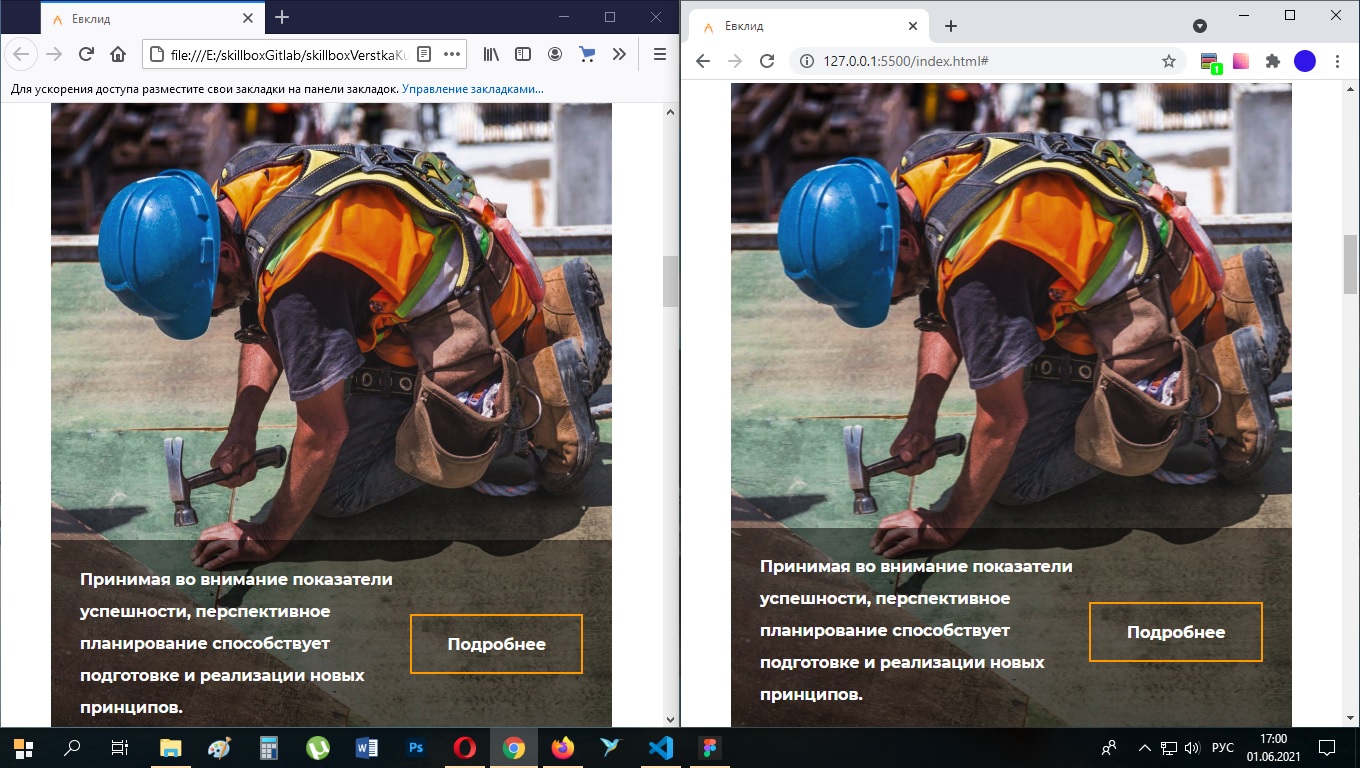 Евклид
file:///E:/skillboxGitlab/skillboxVerstkaKu
Для ускорения доступа разместите свои закладки на панели закладок. Управление закладками...
Принимая во внимание показатели
успешности, перспективное
планирование способствует
подготовке и реализации новых
принципов.
Подробнее
Евклид
127.0.0.1:5500/index.html#
1
Принимая во внимание показатели
успешности, перспективное
планирование способствует
подготовке и реализации новых
принципов.
Подробнее
W
Ps
РУС
17:00
01.06.2021